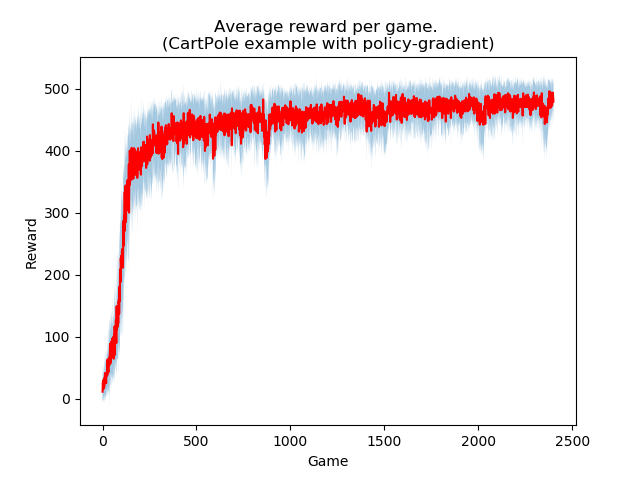 Average reward per game.
(CartPole example with policy-gradient)
500
400
300
200
100
0
Reward
0 500 1000 1500 2000 2500
Game